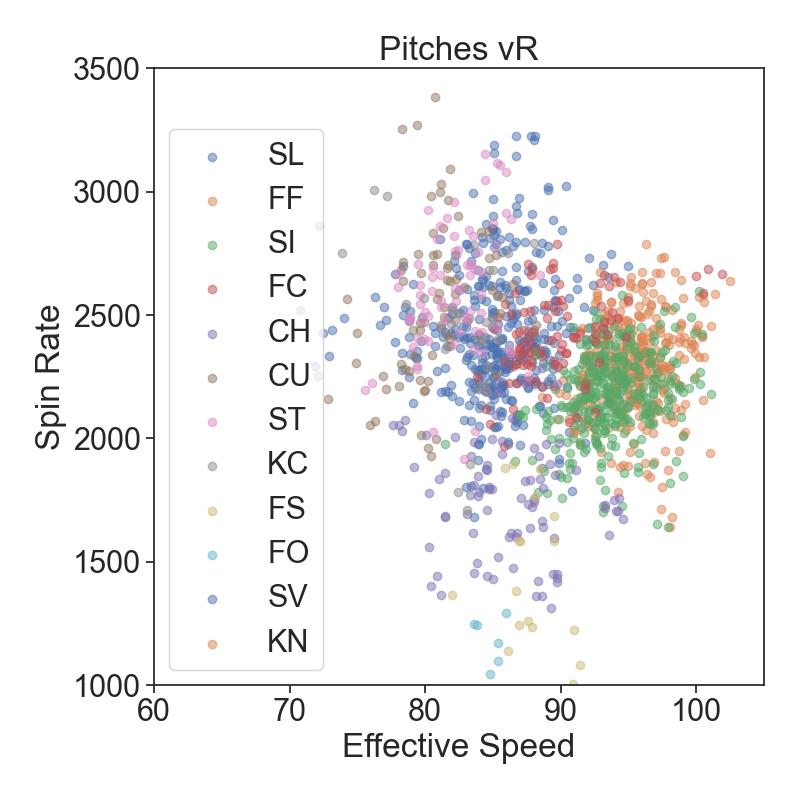 Pitches vR
3500
3000
2500
2000
1500
1000
Spin Rate
SL
FF
SI
FC
CH
CU
ST
KC
FS
FO
SV
KN
60 70 80 90 100
Effective Speed